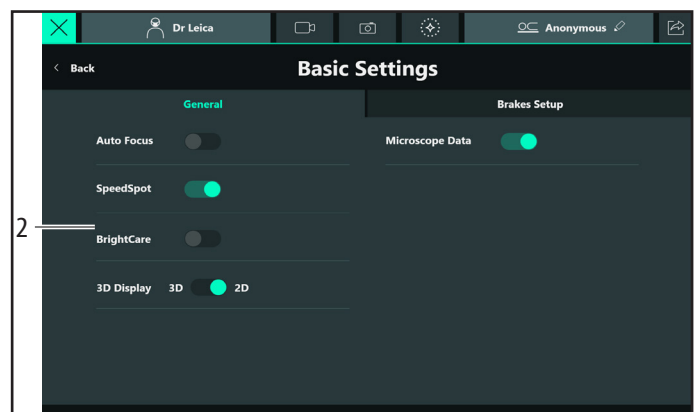 Dr Leica
Anonymous
Back
Basic Settings
General
Brakes Setup
Auto Focus
Microscope Data
SpeedSpot
2
BrightCare
3D Display 3D 2D